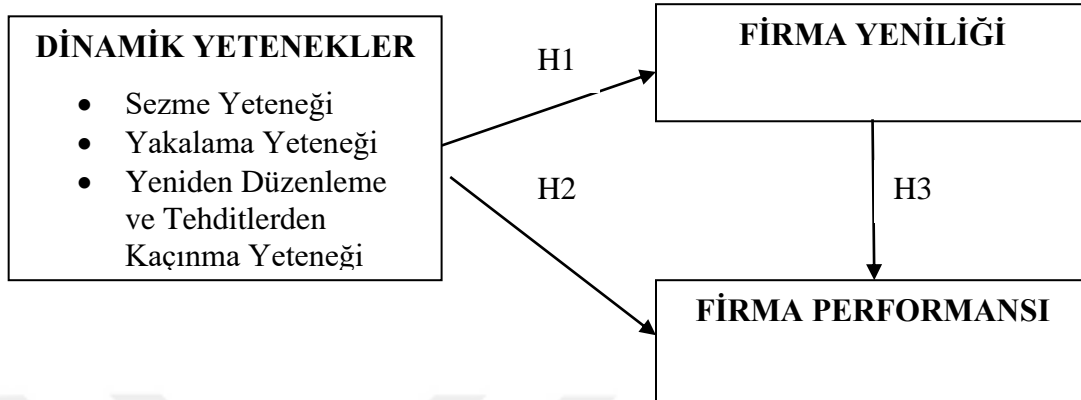 DİNAMİK YETENEKLER
• Sezme Yeteneği
• Yakalama Yeteneği
• Yeniden Düzenleme
ve Tehditlerden
Kaçınma Yeteneği
H1
H2
FİRMA YENİLİĞİ
H3
FİRMA PERFORMANSI